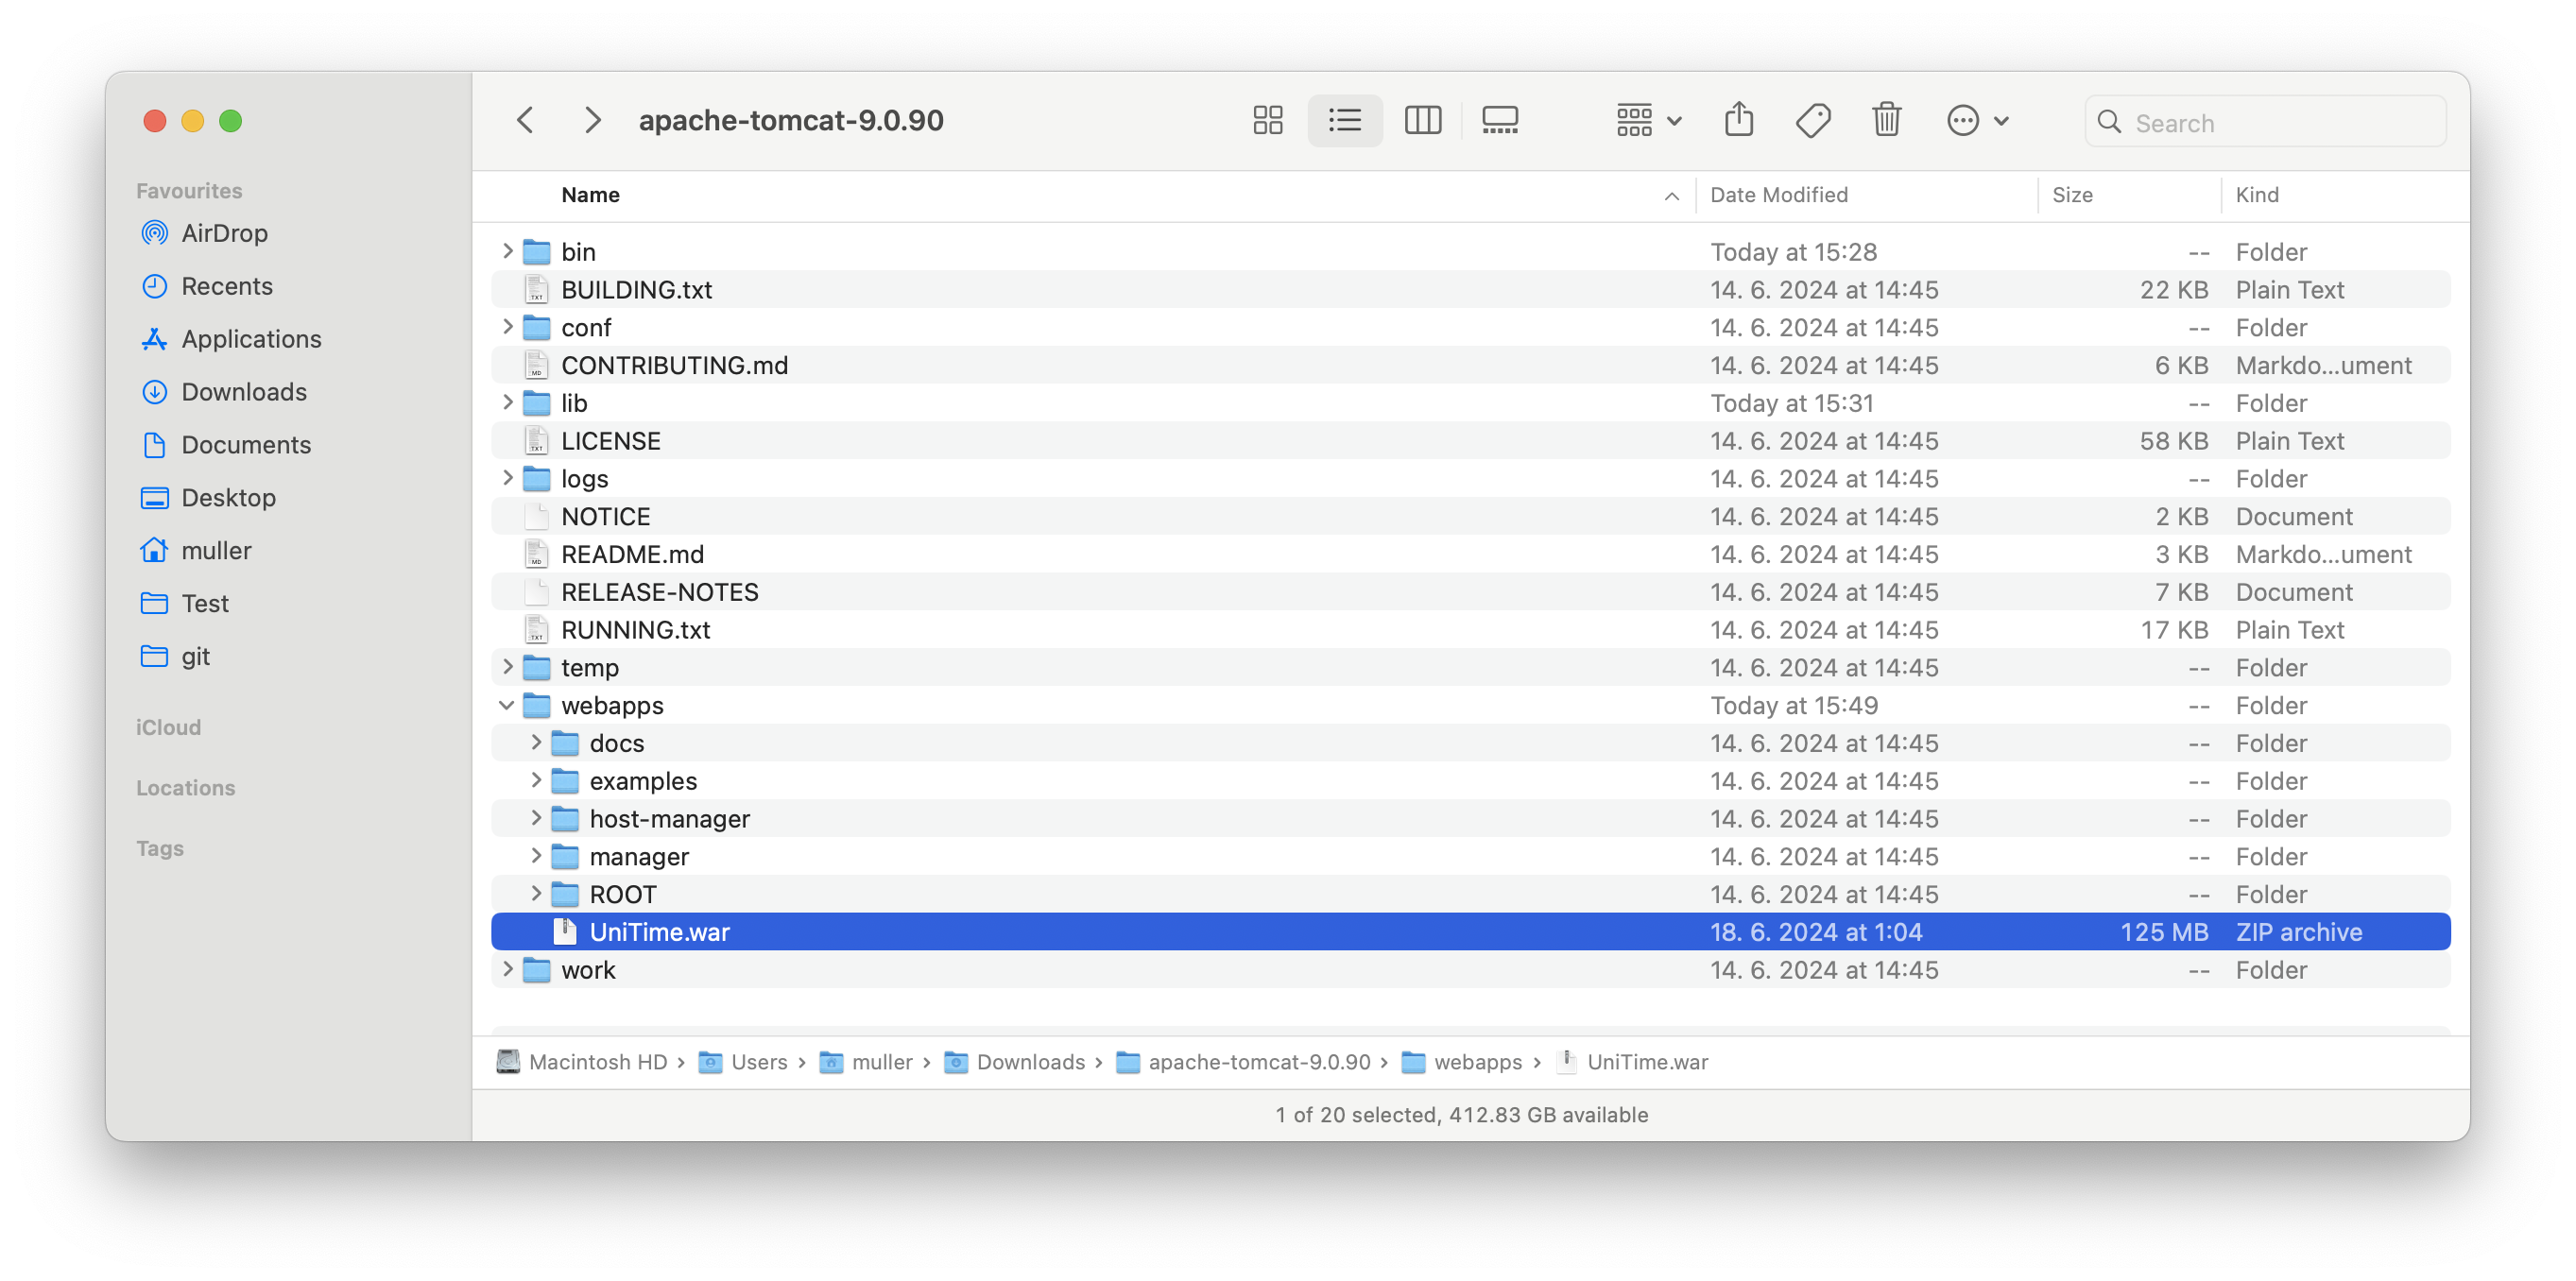 apache-tomcat-9.0.90
Search
Favourites
AirDrop
Recents
Applications
Downloads
Documents
Desktop
muller
Test
git
iCloud
Locations
Tags
Name Date Modified Size Kind
bin Today at 15:28 -- Folder
BUILDING.txt 14. 6. 2024 at 14:45 22 KB Plain Text
conf 14. 6. 2024 at 14:45 -- Folder
CONTRIBUTING.md 14. 6. 2024 at 14:45 6 KB Markdo...ument
lib Today at 15:31 -- Folder
LICENSE 14. 6. 2024 at 14:45 58 KB Plain Text
logs 14. 6. 2024 at 14:45 -- Folder
NOTICE 14. 6. 2024 at 14:45 2 KB Document
README.md 14. 6. 2024 at 14:45 3 KB Markdo...ument
RELEASE-NOTES 14. 6. 2024 at 14:45 7 KB Document
RUNNING.txt 14. 6. 2024 at 14:45 17 KB Plain Text
temp 14. 6. 2024 at 14:45 -- Folder
webapps Today at 15:49 -- Folder
docs 14. 6. 2024 at 14:45 -- Folder
examples 14. 6. 2024 at 14:45 -- Folder
host-manager 14. 6. 2024 at 14:45 -- Folder
manager 14. 6. 2024 at 14:45 -- Folder
ROOT 14. 6. 2024 at 14:45 -- Folder
UniTime.war 18. 6. 2024 at 1:04 125 MB ZIP archive
work 14. 6. 2024 at 14:45 -- Folder
Macintosh HD › Users › muller › Downloads › apache-tomcat-9.0.90 › webapps › UniTime.war
1 of 20 selected, 412.83 GB available